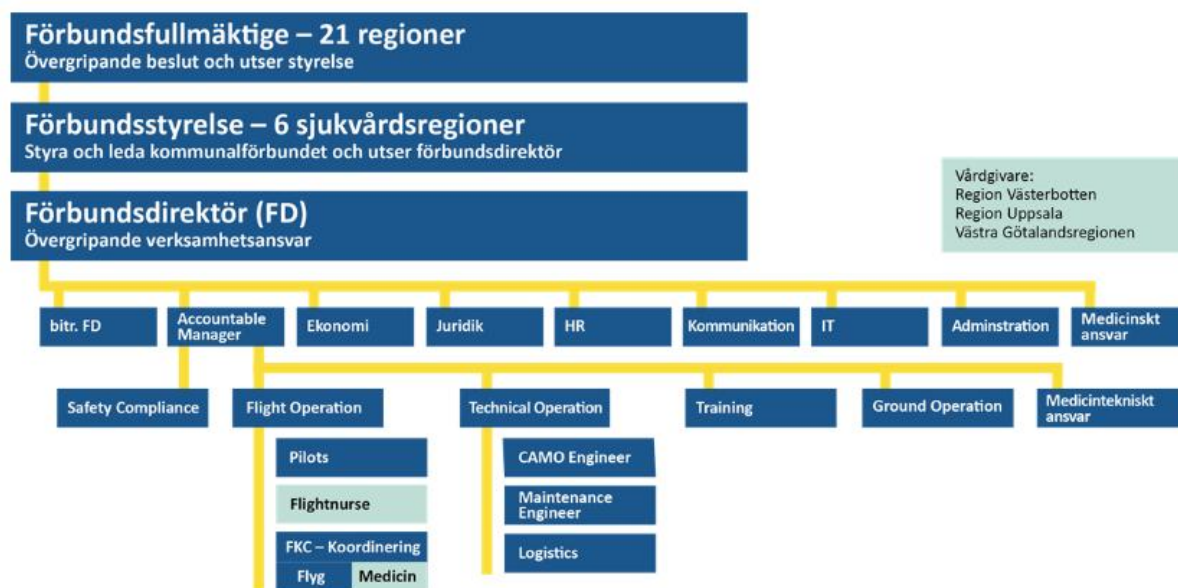 Förbundsfullmäktige – 21 regioner
Övergripande beslut och utser styrelse
Förbundsstyrelse – 6 sjukvårdsregioner
Styra och leda kommunalförbundet och utser förbundsdirektör
Vårdgivare:
Region Västerbotten
Region Uppsala
Västra Götalandsregionen
Förbundsdirektör (FD)
Övergripande verksamhetsansvar
bitr. FD
Accountable
Manager
Ekonomi
Juridik
HR
Kommunikation
IT
Adminstration
Medicinskt
ansvar
Safety Compliance
Flight Operation
Technical Operation
Training
Ground Operation
Medicintekniskt
ansvar
Pilots
Flightnurse
FKC – Koordinering
Flyg
Medicin
CAMO Engineer
Maintenance
Engineer
Logistics